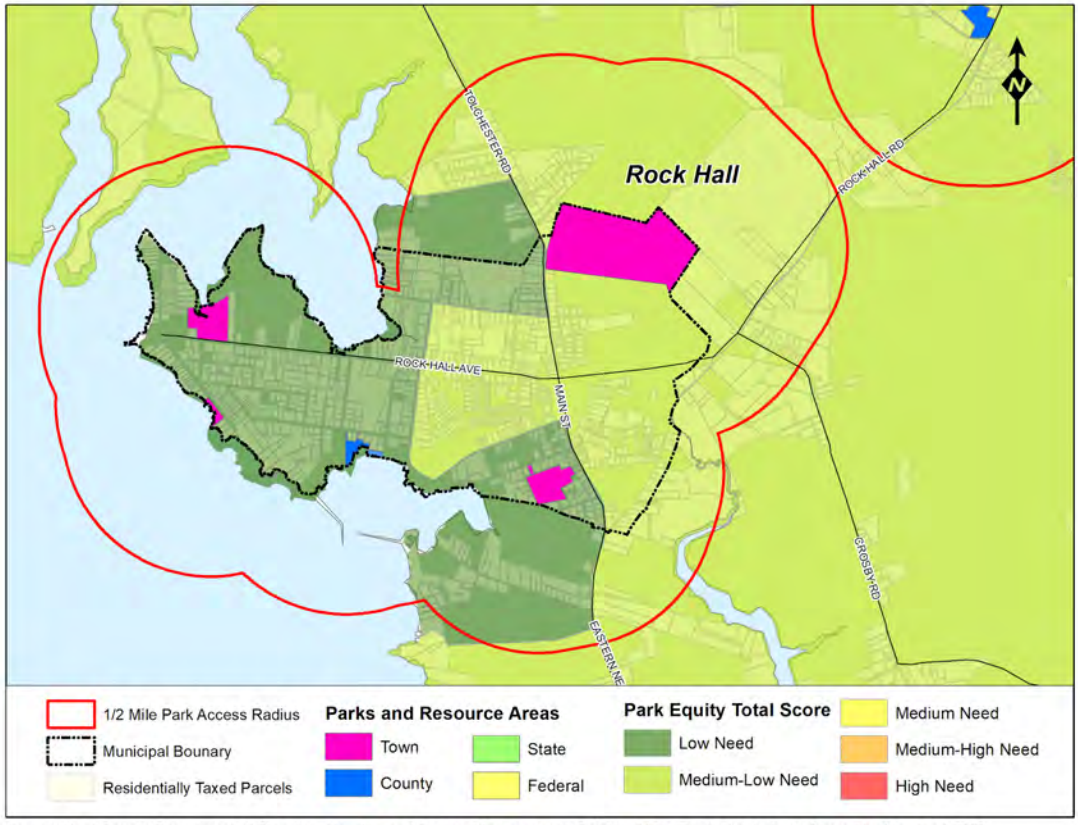 N
Rock Hall
TOLCHESTER RD
ROCK HALL RD
ROCK HALL AVE
MAIN ST
CROSBY RD
EASTERN NE
1/2 Mile Park Access Radius
Municipal Bounary
Residentially Taxed Parcels
Parks and Resource Areas
Town
County
State
Federal
Park Equity Total Score
Low Need
Medium-Low Need
Medium Need
Medium-High Need
High Need